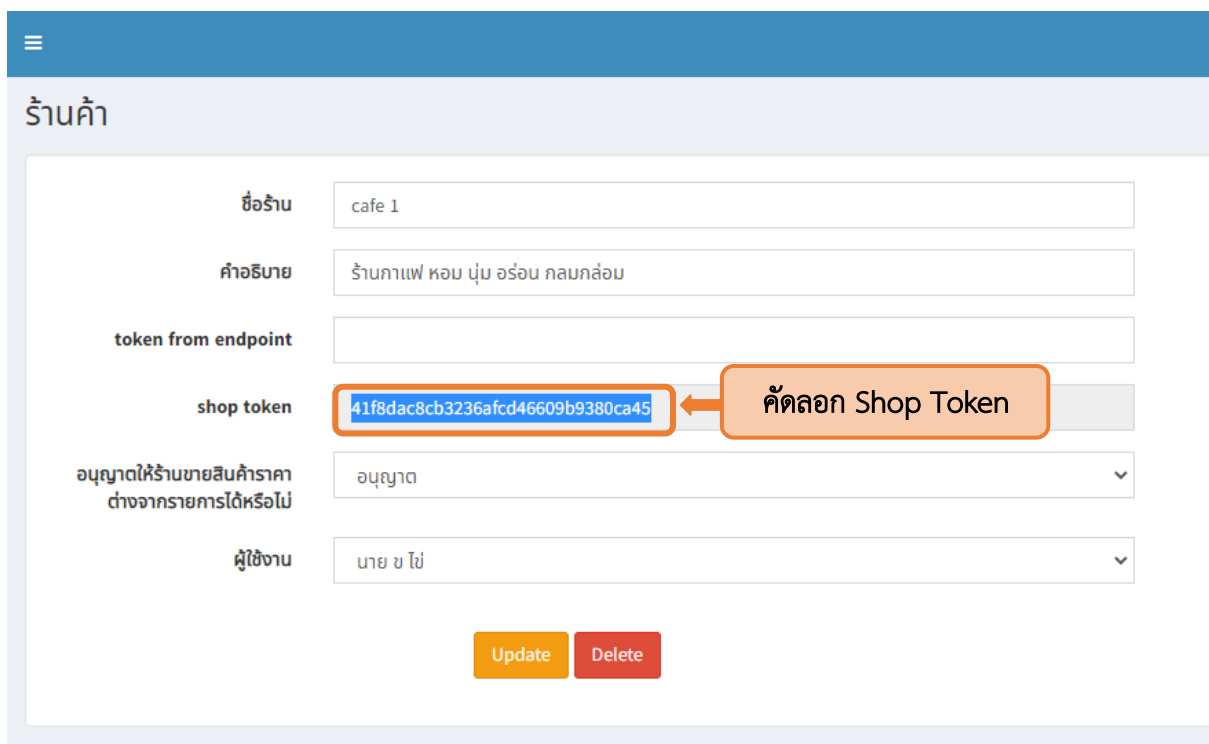 ร้านค้า
ชื่อร้าน
cafe 1
คำอธิบาย
ร้านกาแฟ หอม นุ่ม อร่อน กลมกล่อม
token from endpoint
shop token
41f8dac8cb3236afcd46609b9380ca45
คัดลอก Shop Token
อนุญาตให้ร้านขายสินค้าราคา
ต่างจากรายการได้หรือไม่
อนุญาต
ผู้ใช้งาน
นาย ข ไข่
Update Delete